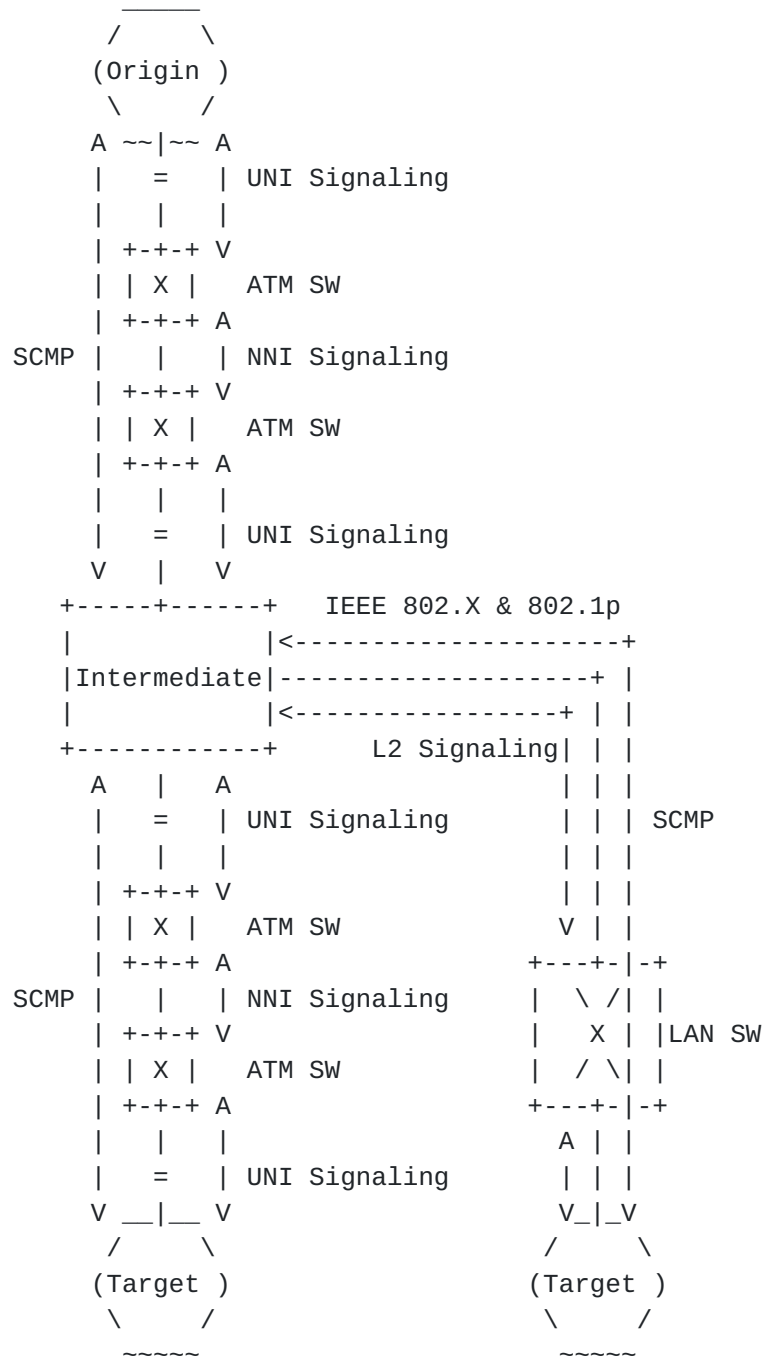 (Origin )
UNI Signaling
ATM SW
SCMP NNI Signaling
ATM SW
UNI Signaling
IEEE 802.X & 802.1p
Intermediate
L2 Signaling
UNI Signaling SCMP
ATM SW
SCMP NNI Signaling
LAN SW
ATM SW
UNI Signaling
(Target ) (Target )